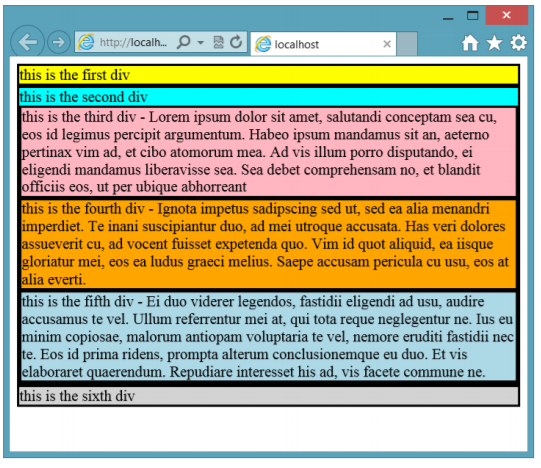 http://localh...
localhost
this is the first div
this is the second div
this is the third div - Lorem ipsum dolor sit amet, salutandi conceptam sea cu,
eos id legimus percipit argumentum. Habeo ipsum mandamus sit an, aeterno
pertinax vim ad, et cibo atomorum mea. Ad vis illum porro disputando, ei
eligendi mandamus liberavisse sea. Sea debet comprehensam no, et blandit
officiis eos, ut per ubique abhorreant
this is the fourth div - Ignota impetus sadipscing sed ut, sed ea alia menandri
imperdiet. Te inani suscipiantur duo, ad mei utroque accusata. Has veri dolores
assueverit cu, ad vocent fuisset expetenda quo. Vim id quot aliquid, ea iisque
gloriatur mei, eos ea ludus graeci melius. Saepe accusam pericula cu usu, eos at
alia everti.
this is the fifth div - Ei duo viderer legendos, fastidii eligendi ad usu, audire
accusamus te vel. Ullum referrentur mei at, qui tota reque neglegentur ne. Ius eu
minim copiosae, malorum antiopam voluptaria te vel, nemore eruditi fastidii nec
te. Eos id prima ridens, prompta alterum conclusionemque eu duo. Et vis
elaboraret quaerendum. Repudiare interesset his ad, vis facete commune ne.
this is the sixth div